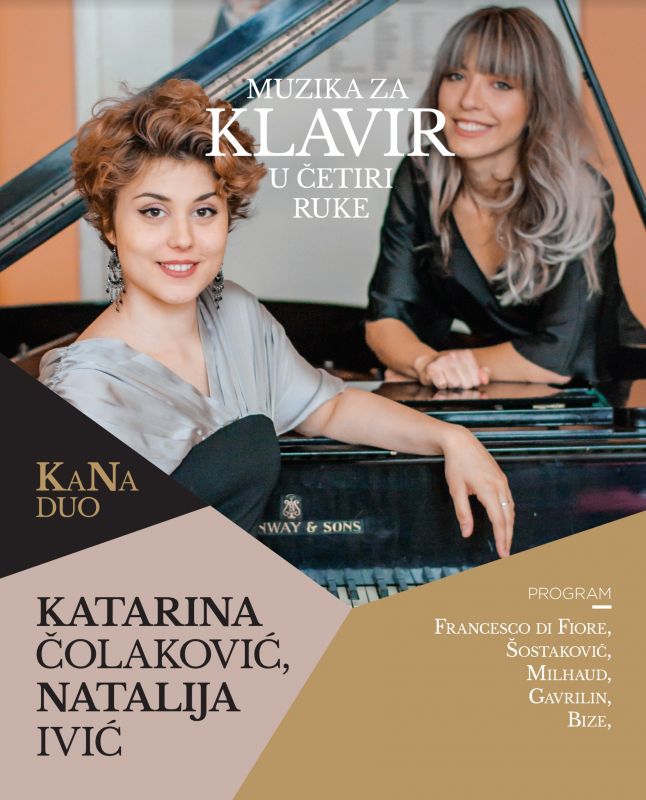 MUZIKA ZA
KLAVIR
U ČETIRI
RUKE
NWAY & SONS
KANA
DUO
KATARINA
ČOLAKOVIĆ,
NATALIJA
IVIĆ
PROGRAM
FRANCESCO DI FIORE,
ŠOSTAKOVIČ,
MILHAUD,
GAVRILIN,
BIZE,